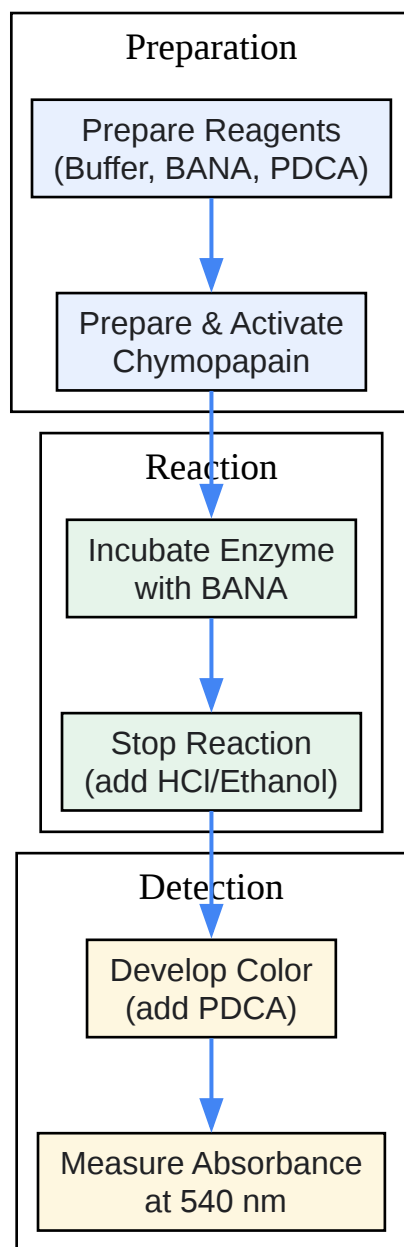 Preparation
Prepare Reagents
(Buffer, BANA, PDCA)
Prepare & Activate
Chymopapain
Reaction
Incubate Enzyme
with BANA
Stop Reaction
(add HCl/Ethanol)
Detection
Develop Color
(add PDCA)
Measure Absorbance
at 540 nm